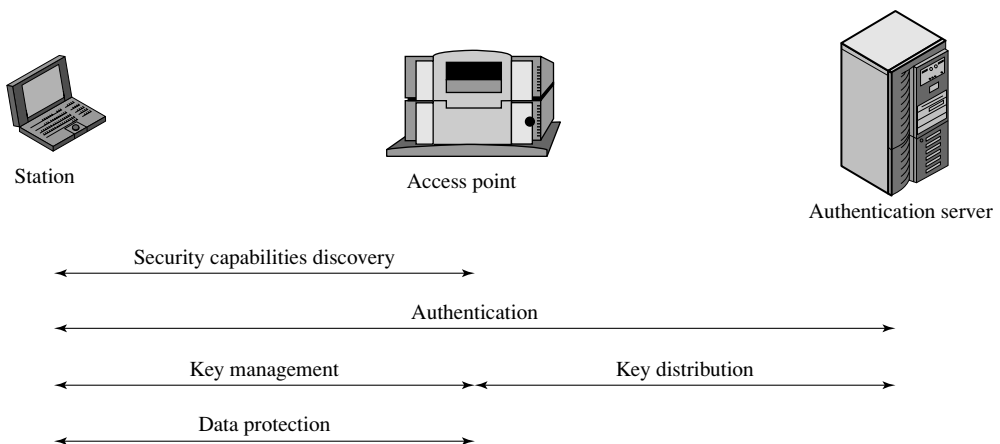 Station
Access point
Authentication server
Security capabilities discovery
Authentication
Key management
Key distribution
Data protection